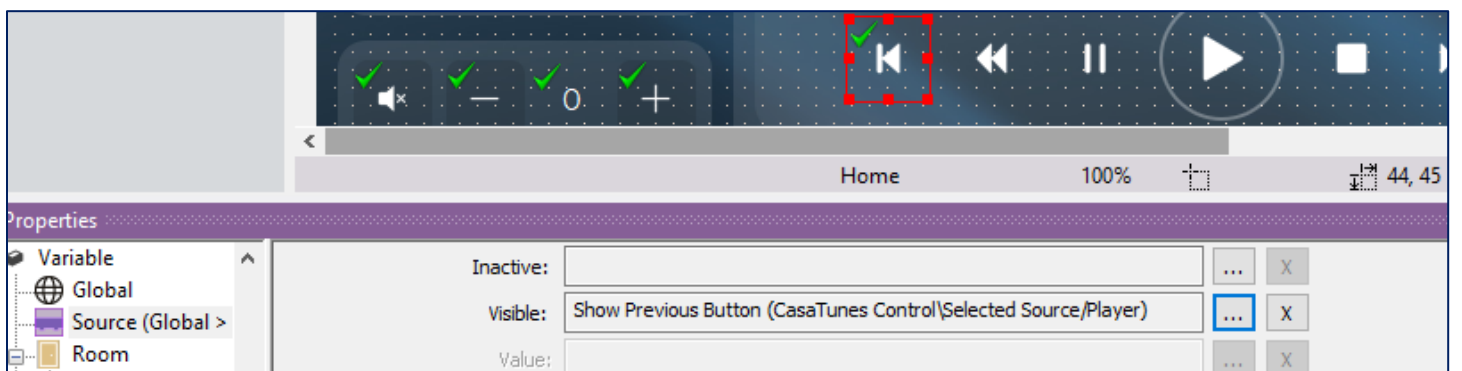 0
Home 100% 44, 45
Properties
Variable
Global
Source (Global >
Room
Inactive: ... X
Visible: Show Previous Button (CasaTunes Control\Selected Source/Player) ... X
Value: ... X